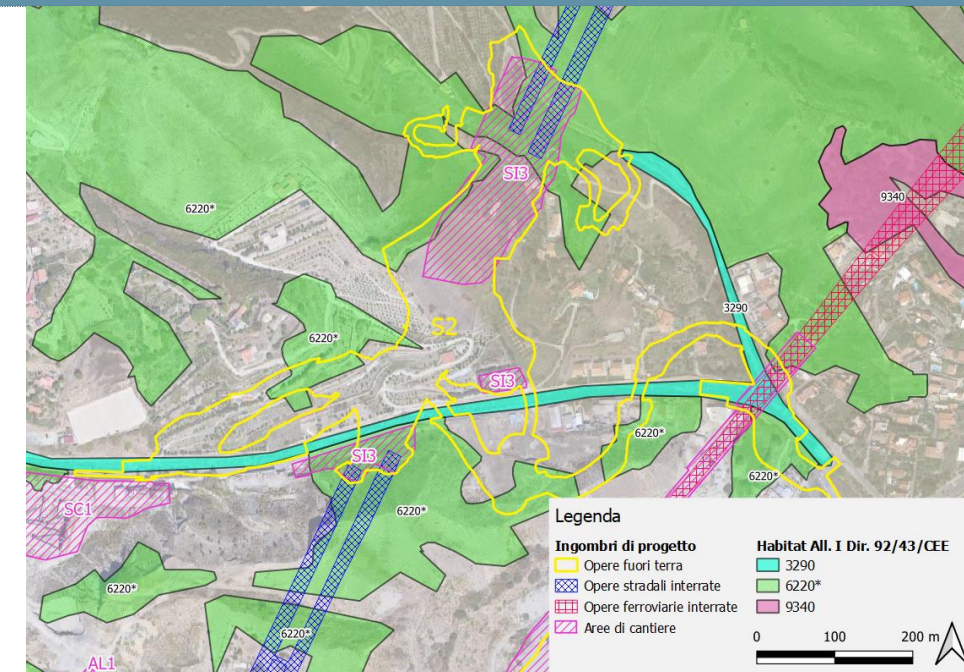 SI3
9340
6220*
3290
6220*
S2
SI3
6220*
SI3
6220*
SC1
6220*
6220*
6220*
AL1
Legenda
Ingombri di progetto
Opere fuori terra
Opere stradali interrate
Opere ferroviarie interrate
Aree di cantiere
Habitat All. I Dir. 92/43/CEE
3290
6220*
9340
0 100 200 m